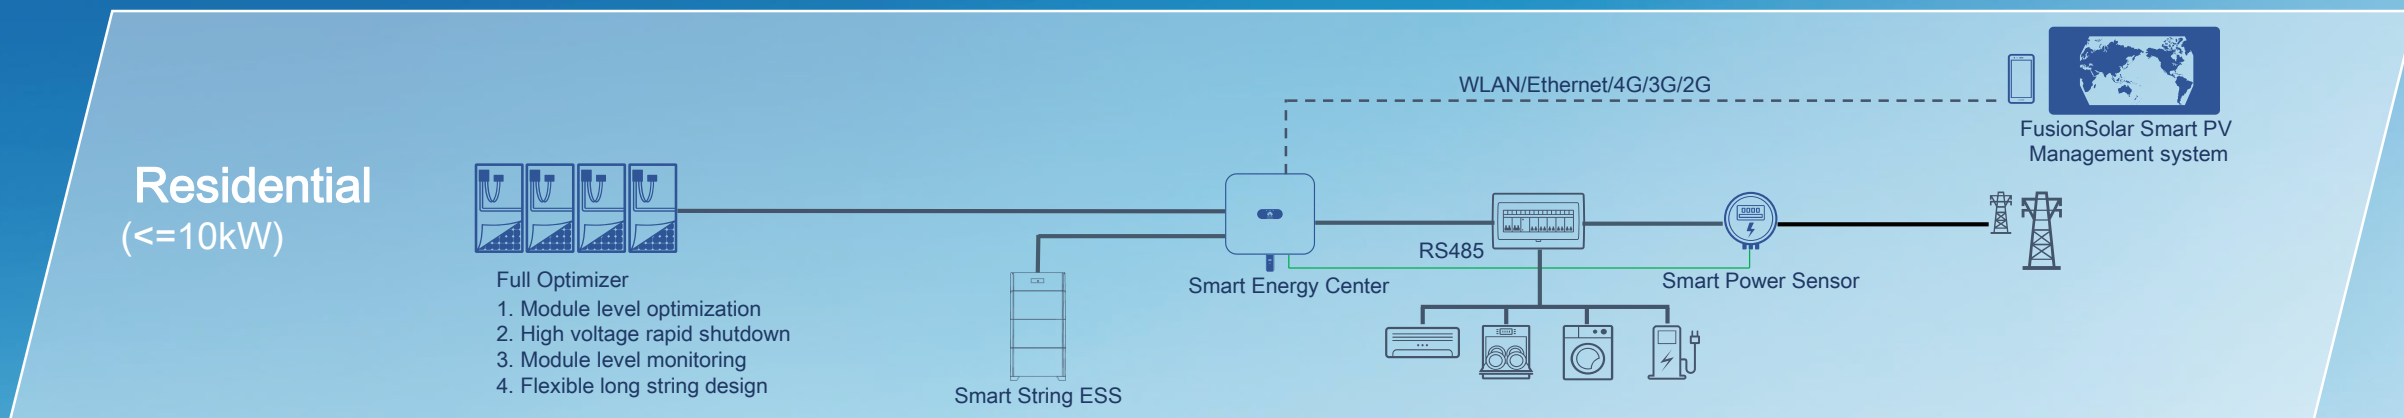 Residential
(<=10kW)
Full Optimizer
1. Module level optimization
2. High voltage rapid shutdown
3. Module level monitoring
4. Flexible long string design
Smart String ESS
Smart Energy Center
WLAN/Ethernet/4G/3G/2G
RS485
Smart Power Sensor
FusionSolar Smart PV
Management system